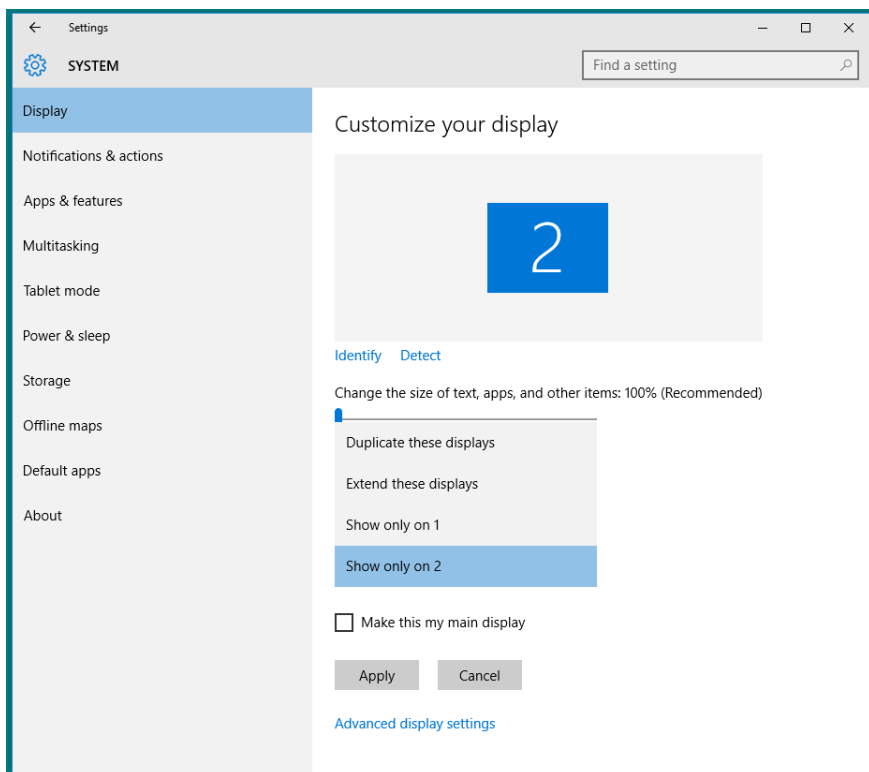 Settings
SYSTEM
Find a setting
Display
Notifications & actions
Apps & features
Multitasking
Tablet mode
Power & sleep
Storage
Offline maps
Default apps
About
Customize your display
2
Identify Detect
Change the size of text, apps, and other items: 100% (Recommended)
Duplicate these displays
Extend these displays
Show only on 1
Show only on 2
Make this my main display
Apply Cancel
Advanced display settings